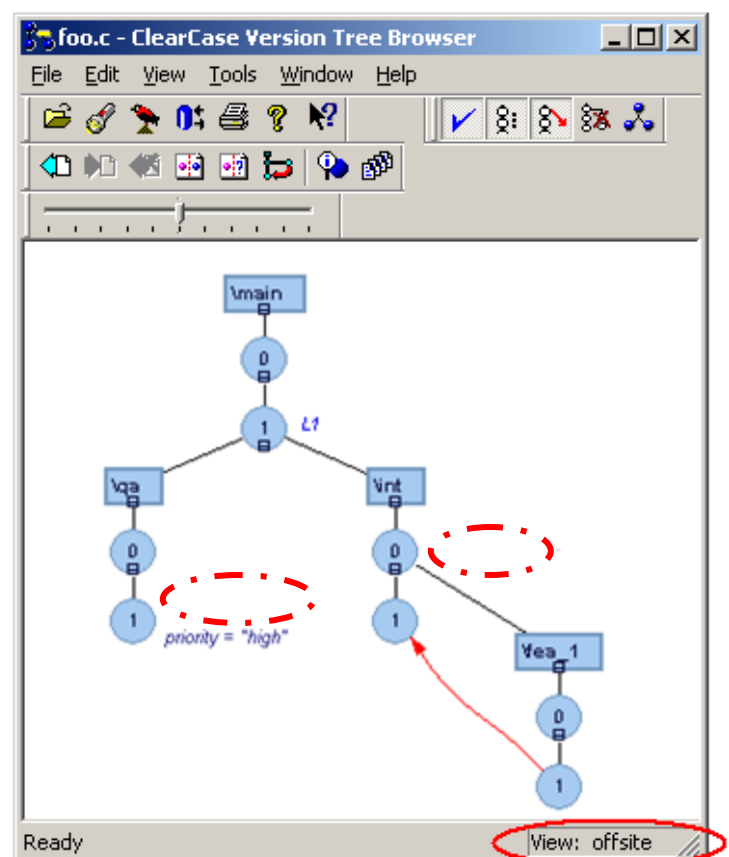 foo.c - ClearCase Version Tree Browser
File Edit View Tools Window Help
\main
0
1 L1
\qa \int
0 0
1 1
priority = "high"
\fea_1
0
1
Ready View: offsite